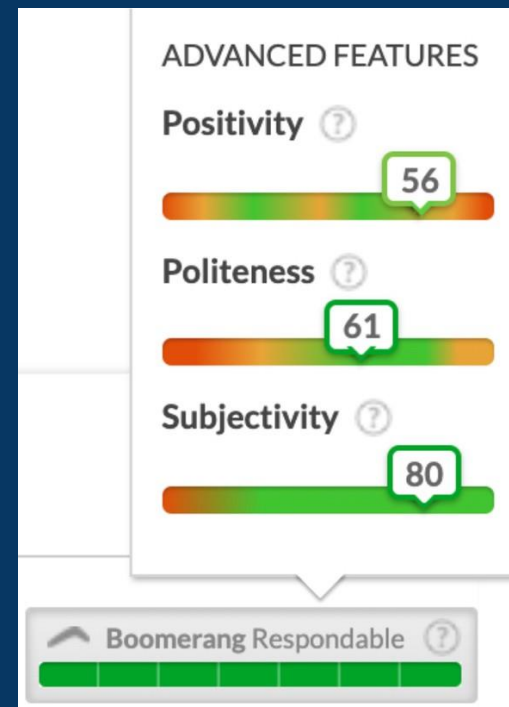 ADVANCED FEATURES
Positivity ?
56
Politeness ?
61
Subjectivity ?
80
Boomerang Respondable ?